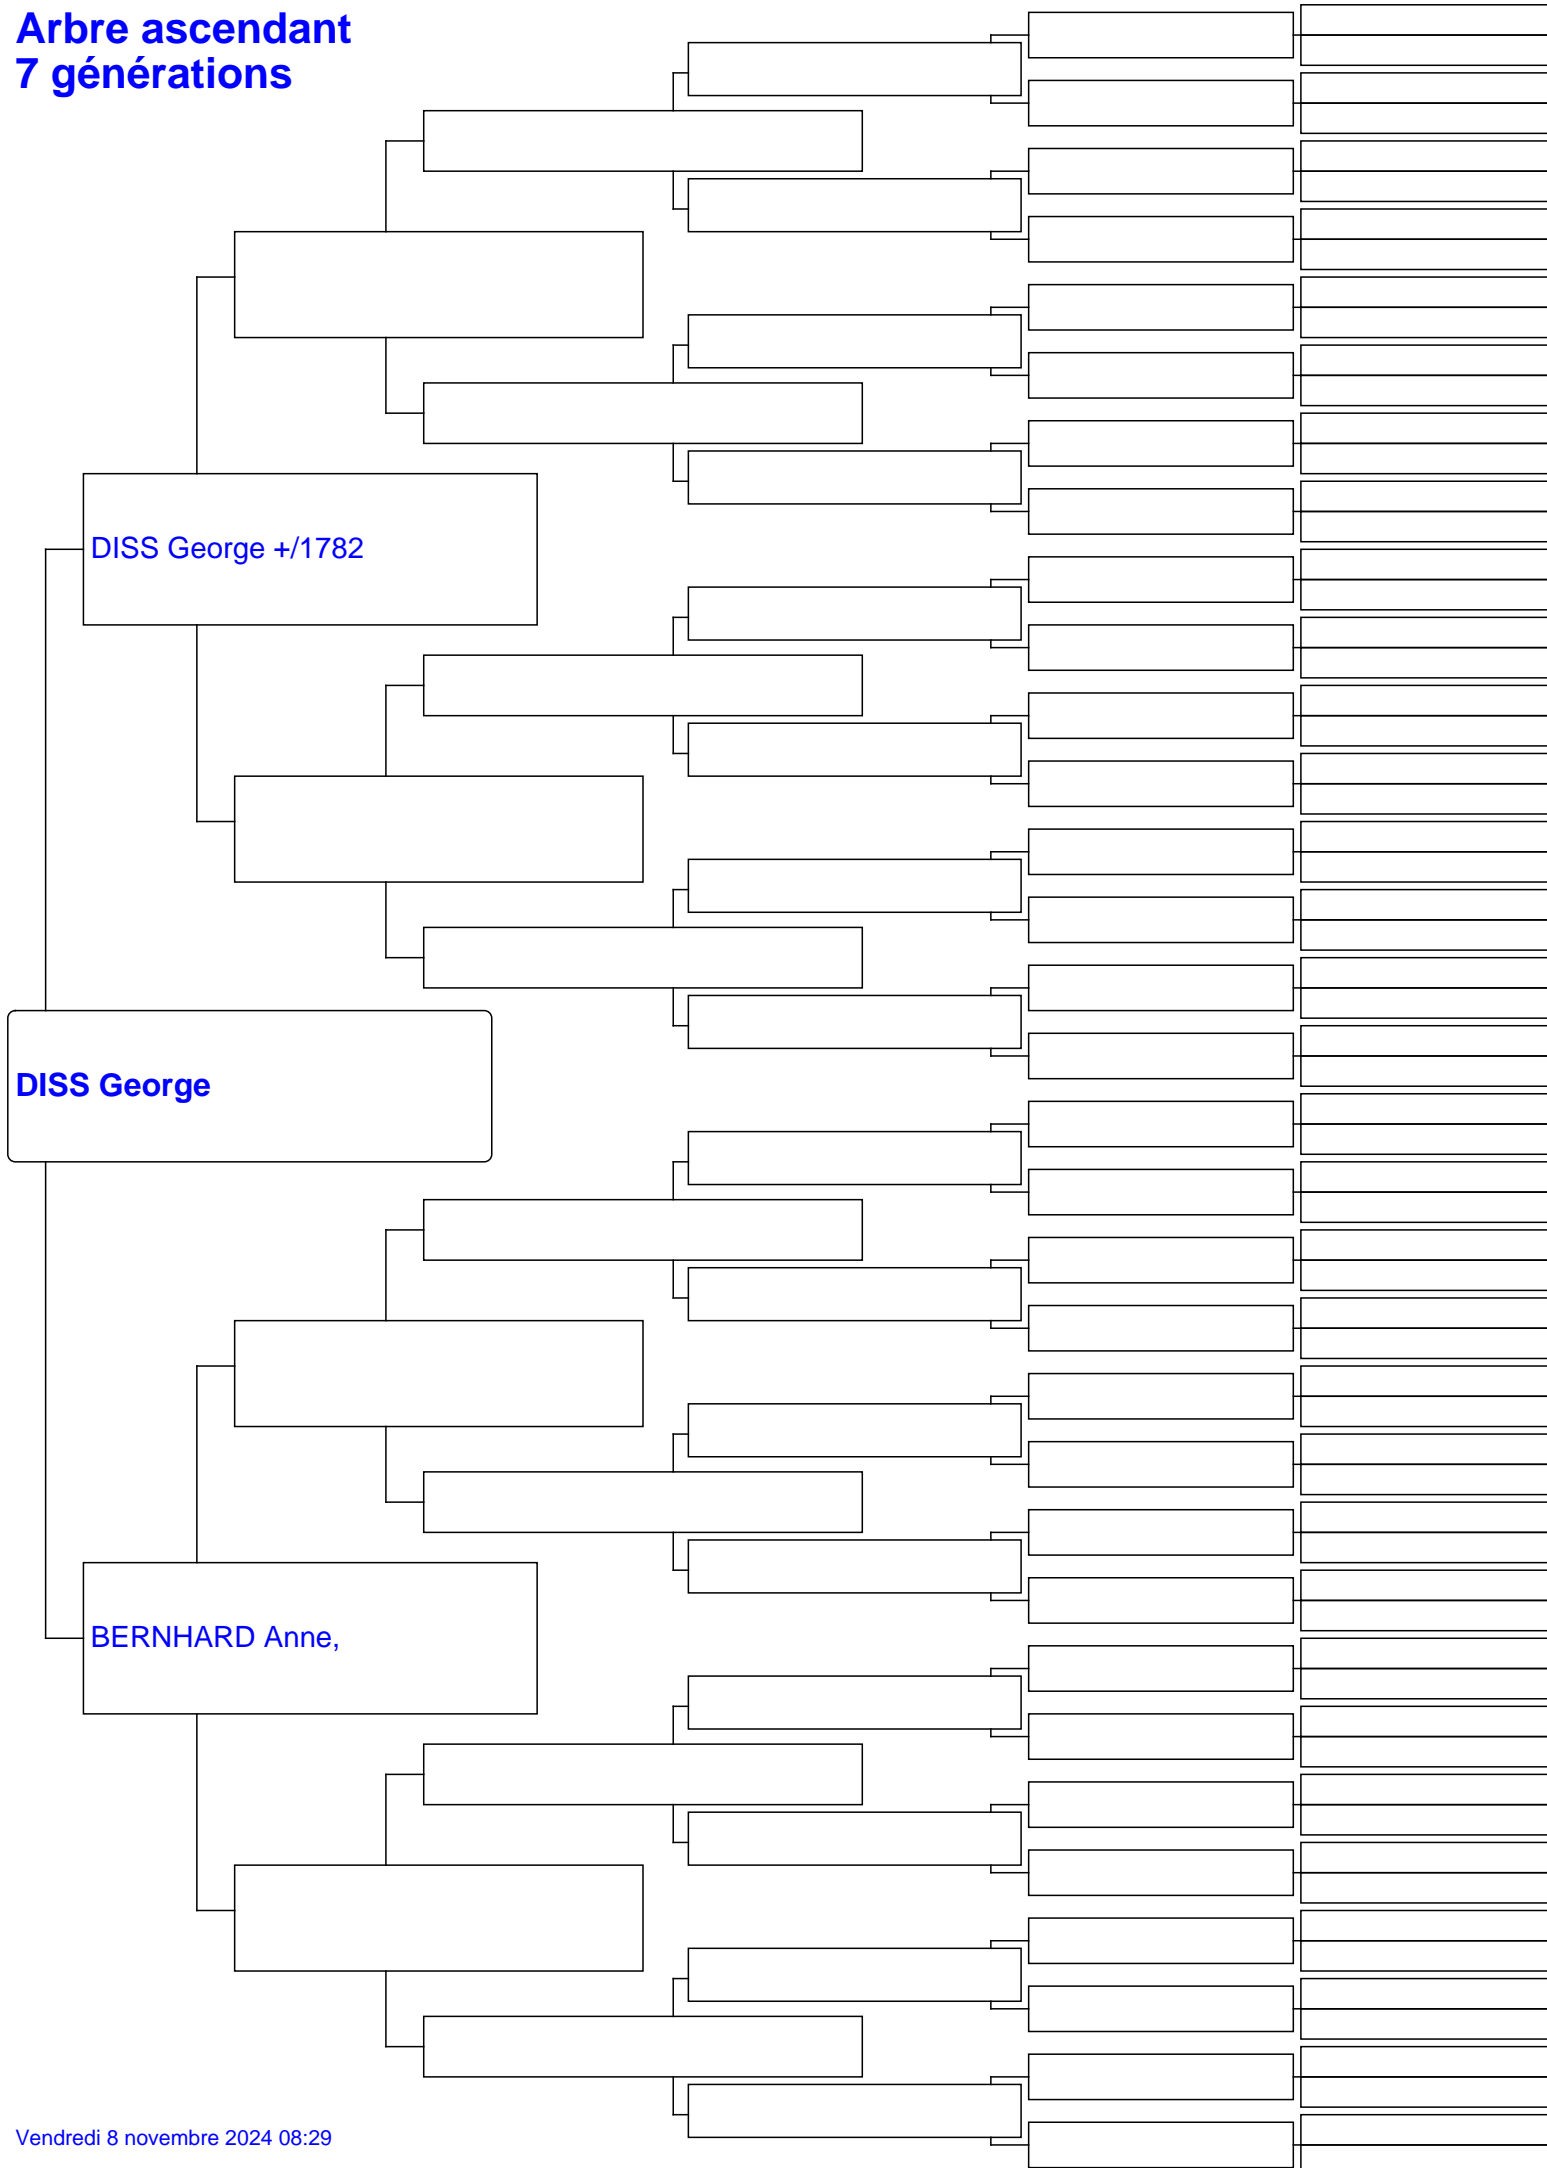 Arbre ascendant
7 générations
DISS George +/1782
DISS George
BERNHARD Anne,
Vendredi 8 novembre 2024 08:29